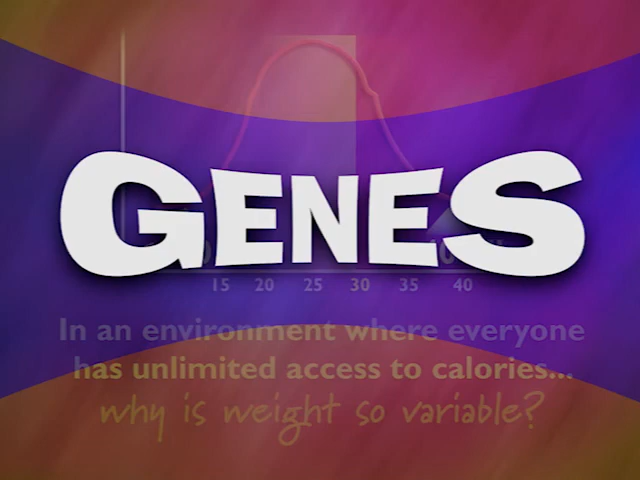 GENES
15 20 25 30 35 40
In an environment where everyone
has unlimited access to calories...
why is weight so variable?